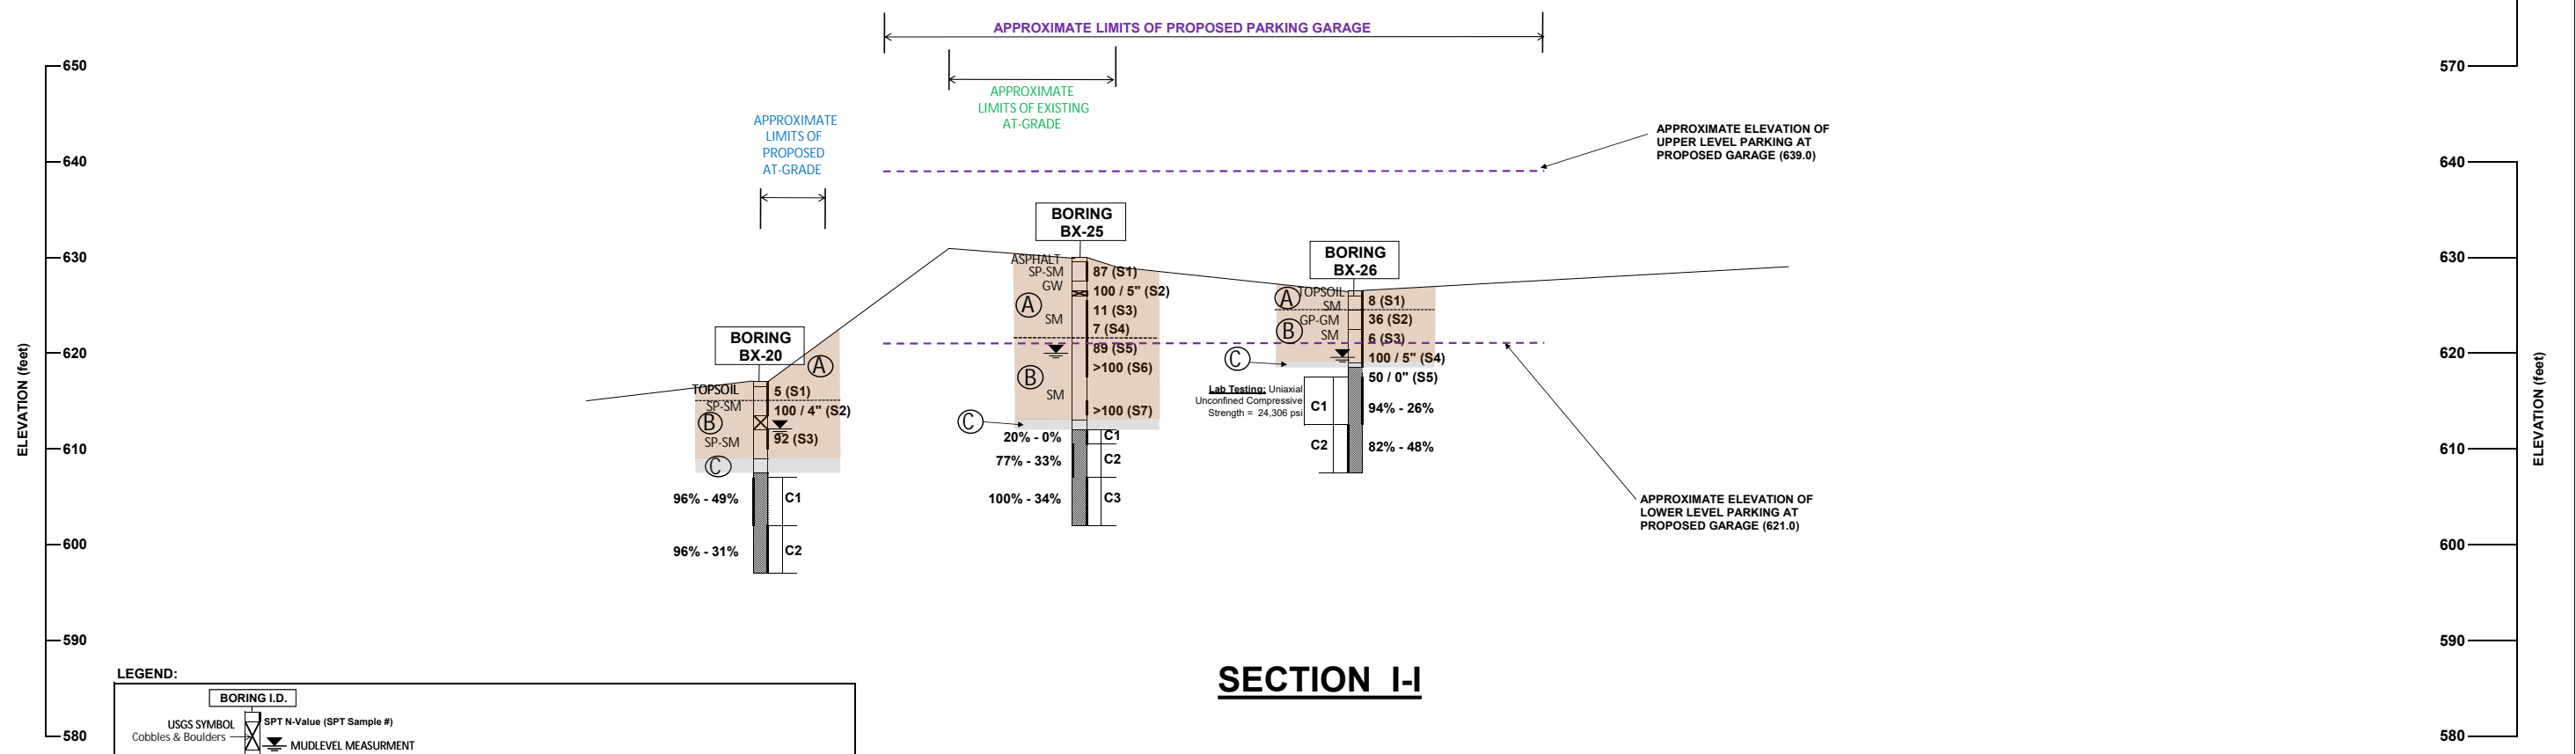 APPROXIMATE LIMITS OF PROPOSED PARKING GARAGE
650
570
APPROXIMATE
LIMITS OF EXISTING
AT-GRADE
APPROXIMATE
LIMITS OF
PROPOSED
AT-GRADE
APPROXIMATE ELEVATION OF
UPPER LEVEL PARKING AT
PROPOSED GARAGE (639.0)
640
640
BORING
BX-25
BORING
BX-26
630
630
ASPHALT
SP-SM
GW
A
SM
87 (S1)
100 / 5" (S2)
11 (S3)
7 (S4)
89 (S5)
>100 (S6)
B
SM
>100 (S7)
C
20% - 0%
C1
77% - 33%
C2
100% - 34%
C3
A
TOPSOIL
SM
GP-GM
B
SM
8 (S1)
36 (S2)
6 (S3)
100 / 5" (S4)
50 / 0" (S5)
C
Lab Testing: Uniaxial
Unconfined Compressive
Strength = 24,306 psi
C1
94% - 26%
C2
82% - 48%
620
620
BORING
BX-20
A
TOPSOIL
SP-SM
B
SP-SM
C
5 (S1)
100 / 4" (S2)
92 (S3)
96% - 49%
C1
96% - 31%
C2
ELEVATION (feet)
ELEVATION (feet)
610
610
APPROXIMATE ELEVATION OF
LOWER LEVEL PARKING AT
PROPOSED GARAGE (621.0)
600
600
590
590
SECTION I-I
LEGEND:
BORING I.D.
USGS SYMBOL
SPT N-Value (SPT Sample #)
Cobbles & Boulders
MUDLEVEL MEASURMENT
580
580